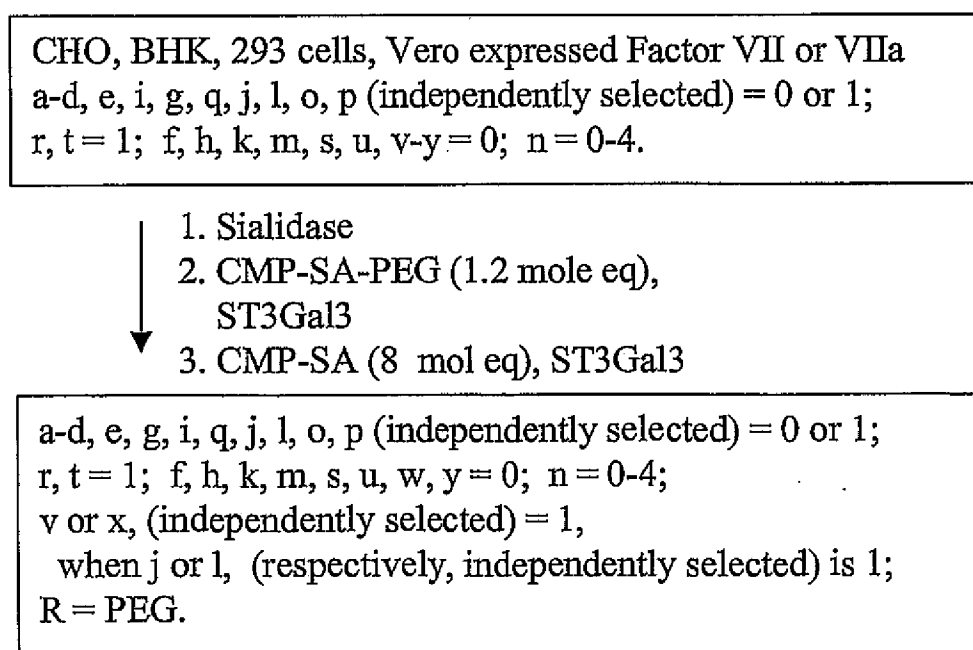 CHO, BHK, 293 cells, Vero expressed Factor VII or VIIa
a-d, e, i, g, q, j, l, o, p (independently selected) = 0 or 1;
r, t = 1; f, h, k, m, s, u, v-y = 0; n = 0-4.
1. Sialidase
2. CMP-SA-PEG (1.2 mole eq),
ST3Gal3
3. CMP-SA (8 mol eq), ST3Gal3
a-d, e, g, i, q, j, l, o, p (independently selected) = 0 or 1;
r, t = 1; f, h, k, m, s, u, w, y = 0; n = 0-4;
v or x, (independently selected) = 1,
when j or l, (respectively, independently selected) is 1;
R = PEG.